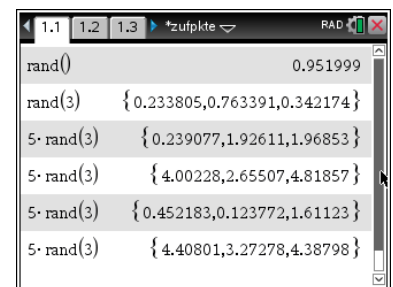 1.1 1.2 1.3 *zufpkte RAD
rand() 0.951999
rand(3) {0.233805,0.763391,0.342174}
5·rand(3) {0.239077,1.92611,1.96853}
5·rand(3) {4.00228,2.65507,4.81857}
5·rand(3) {0.452183,0.123772,1.61123}
5·rand(3) {4.40801,3.27278,4.38798}